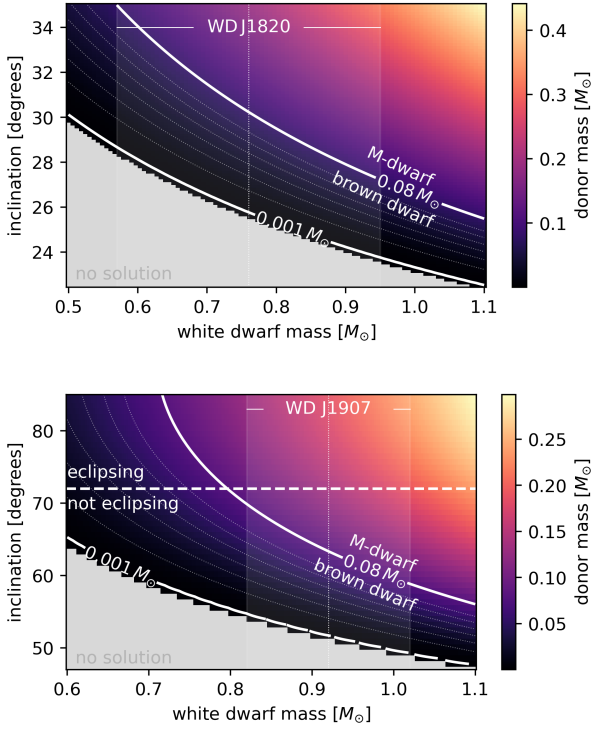 34
32
30
28
26
24
inclination [degrees]
WD J1820
M-dwarf
0.08 M☉
brown dwarf
0.001 M☉
no solution
0.5 0.6 0.7 0.8 0.9 1.0 1.1
white dwarf mass [M☉]
0.4
0.3
0.2
0.1
donor mass [M☉]
80
70
60
50
inclination [degrees]
WD J1907
eclipsing
not eclipsing
M-dwarf
0.08 M☉
brown dwarf
0.001 M☉
no solution
0.6 0.7 0.8 0.9 1.0 1.1
white dwarf mass [M☉]
0.25
0.20
0.15
0.10
0.05
donor mass [M☉]